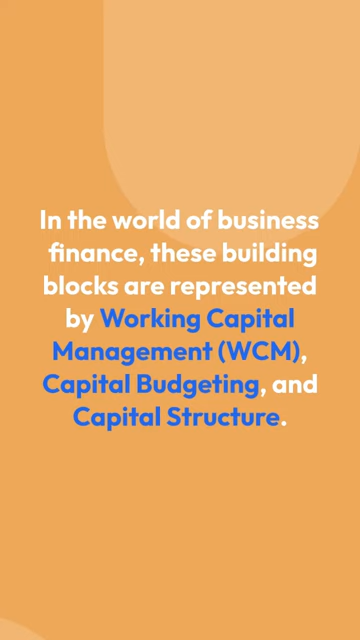 In the world of business
finance, these building
blocks are represented
by Working Capital
Management (WCM),
Capital Budgeting, and
Capital Structure.